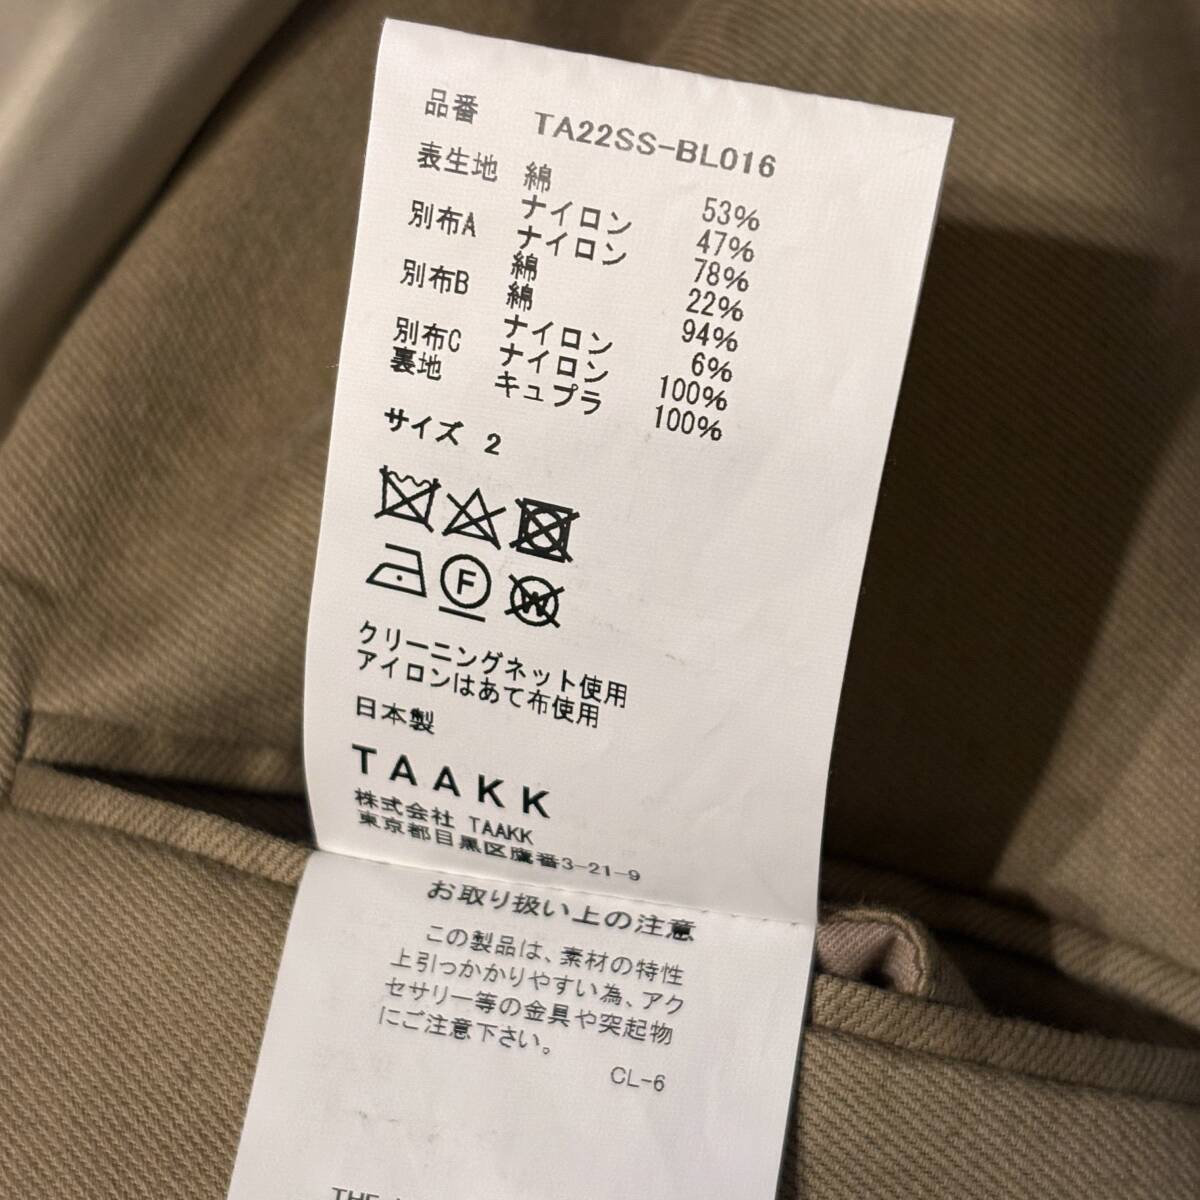 品番 TA22SS-BL016
表生地 綿 53%
ナイロン 47%
別布A ナイロン 78%
綿 22%
別布B 綿 94%
ナイロン 6%
別布C ナイロン 100%
裏地 キュプラ 100%
サイズ 2
F W
クリーニングネット使用
アイロンはあて布使用
日本製
TAAKK
株式会社 TAAKK
東京都目黒区鷹番3-21-9
お取り扱い上の注意
この製品は、素材の特性
上引っかかりやすい為、アク
セサリー等の金具や突起物
にご注意下さい。
CL-6
THE